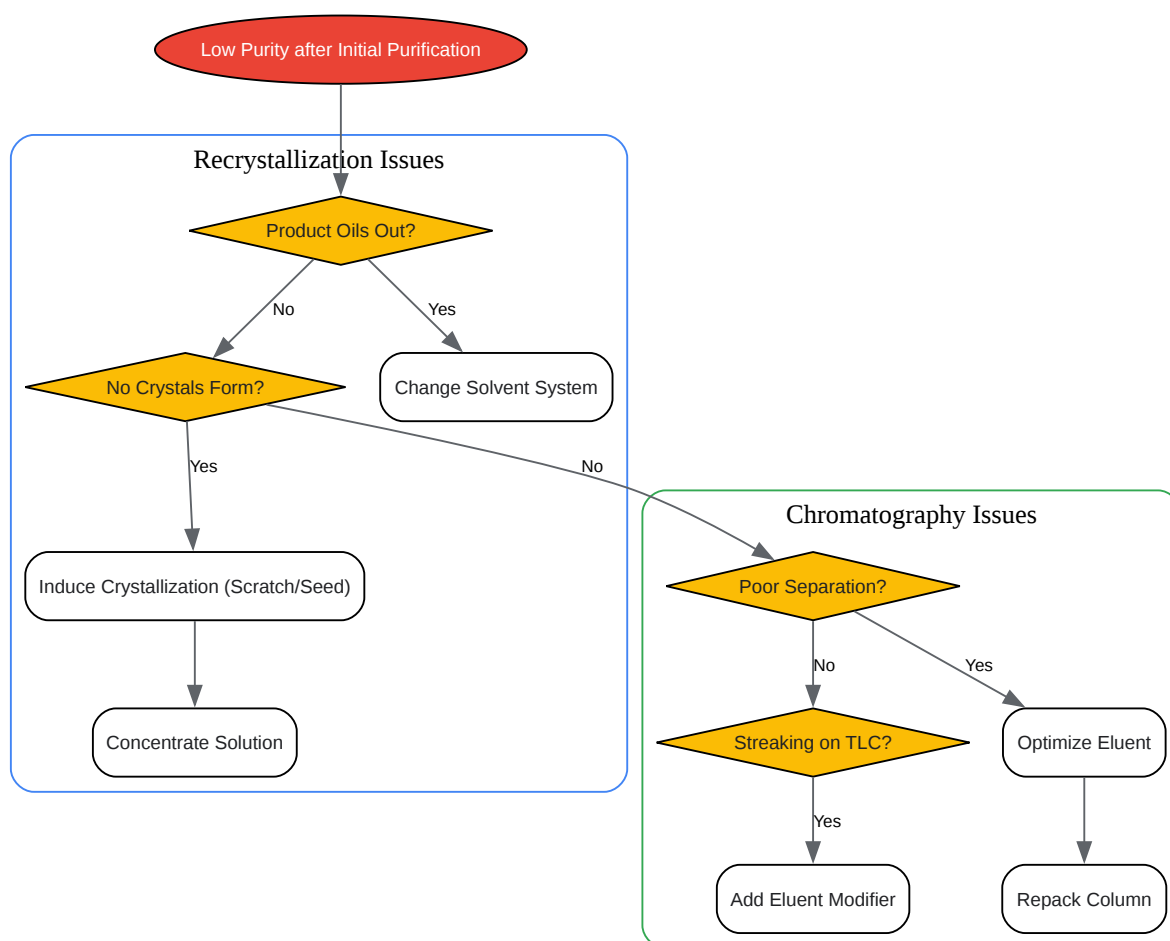 Low Purity after Initial Purification
Recrystallization Issues
Product Oils Out?
No
Yes
No Crystals Form?
Change Solvent System
Yes
No
Chromatography Issues
Induce Crystallization (Scratch/Seed)
Poor Separation?
No
Yes
Concentrate Solution
Streaking on TLC?
Optimize Eluent
Yes
Add Eluent Modifier
Repack Column